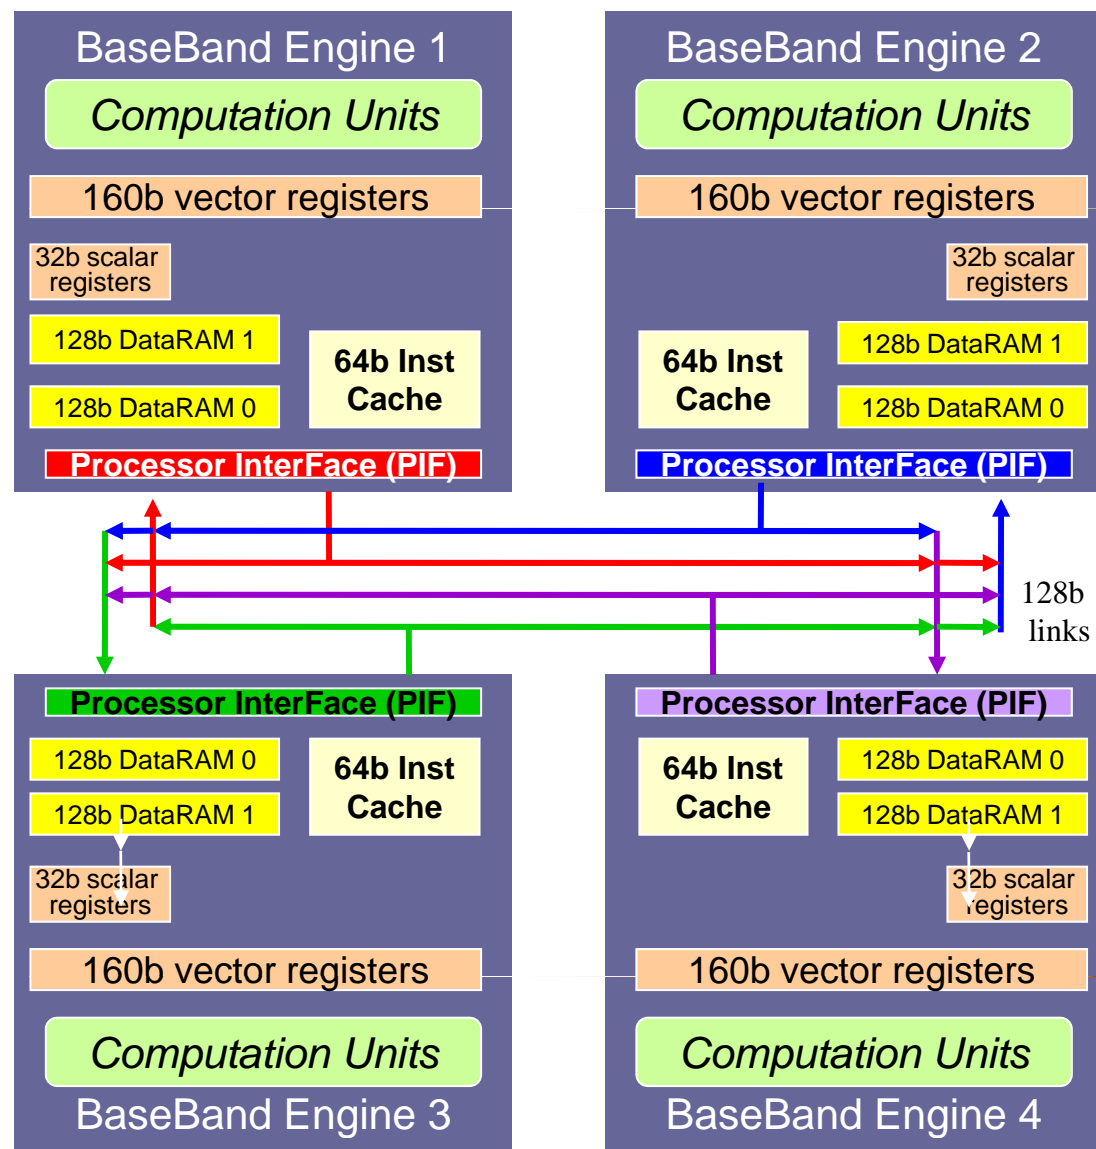 BaseBand Engine 1
Computation Units
160b vector registers
32b scalar
registers
128b DataRAM 1
128b DataRAM 0
64b Inst
Cache
Processor InterFace (PIF)
BaseBand Engine 2
Computation Units
160b vector registers
32b scalar
registers
64b Inst
Cache
128b DataRAM 1
128b DataRAM 0
Processor InterFace (PIF)
128b
links
Processor InterFace (PIF)
128b DataRAM 0
128b DataRAM 1
64b Inst
Cache
32b scalar
registers
160b vector registers
Computation Units
BaseBand Engine 3
Processor InterFace (PIF)
64b Inst
Cache
128b DataRAM 0
128b DataRAM 1
32b scalar
registers
160b vector registers
Computation Units
BaseBand Engine 4